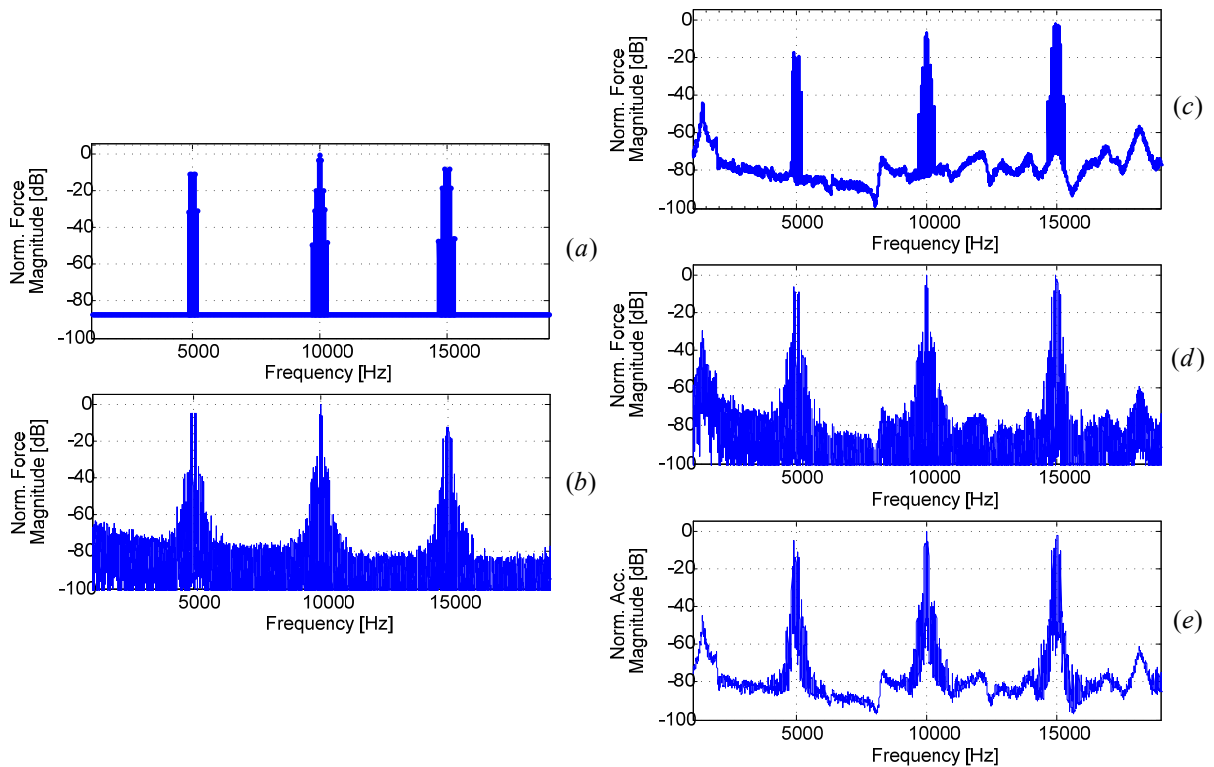 0
-20
-40
-60
-80
-100
Norm. Force
Magnitude [dB]
5000
10000
15000
Frequency [Hz]
(a)
0
-20
-40
-60
-80
-100
Norm. Force
Magnitude [dB]
5000
10000
15000
Frequency [Hz]
(b)
0
-20
-40
-60
-80
-100
Norm. Force
Magnitude [dB]
5000
10000
15000
Frequency [Hz]
(c)
0
-20
-40
-60
-80
-100
Norm. Force
Magnitude [dB]
5000
10000
15000
Frequency [Hz]
(d)
0
-20
-40
-60
-80
-100
Norm. Acc.
Magnitude [dB]
5000
10000
15000
Frequency [Hz]
(e)